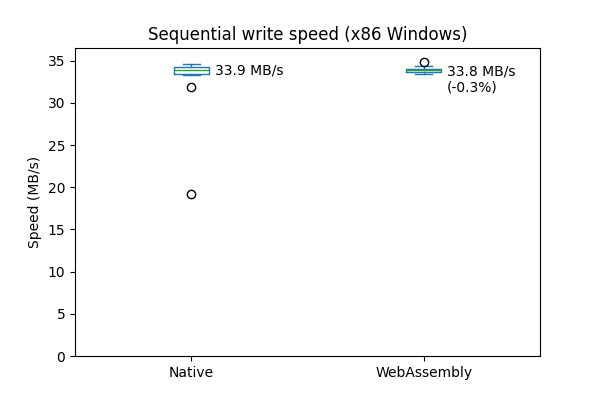 Sequential write speed (x86 Windows)
35
30
25
20
15
10
5
0
Speed (MB/s)
33.9 MB/s
33.8 MB/s
(-0.3%)
Native
WebAssembly